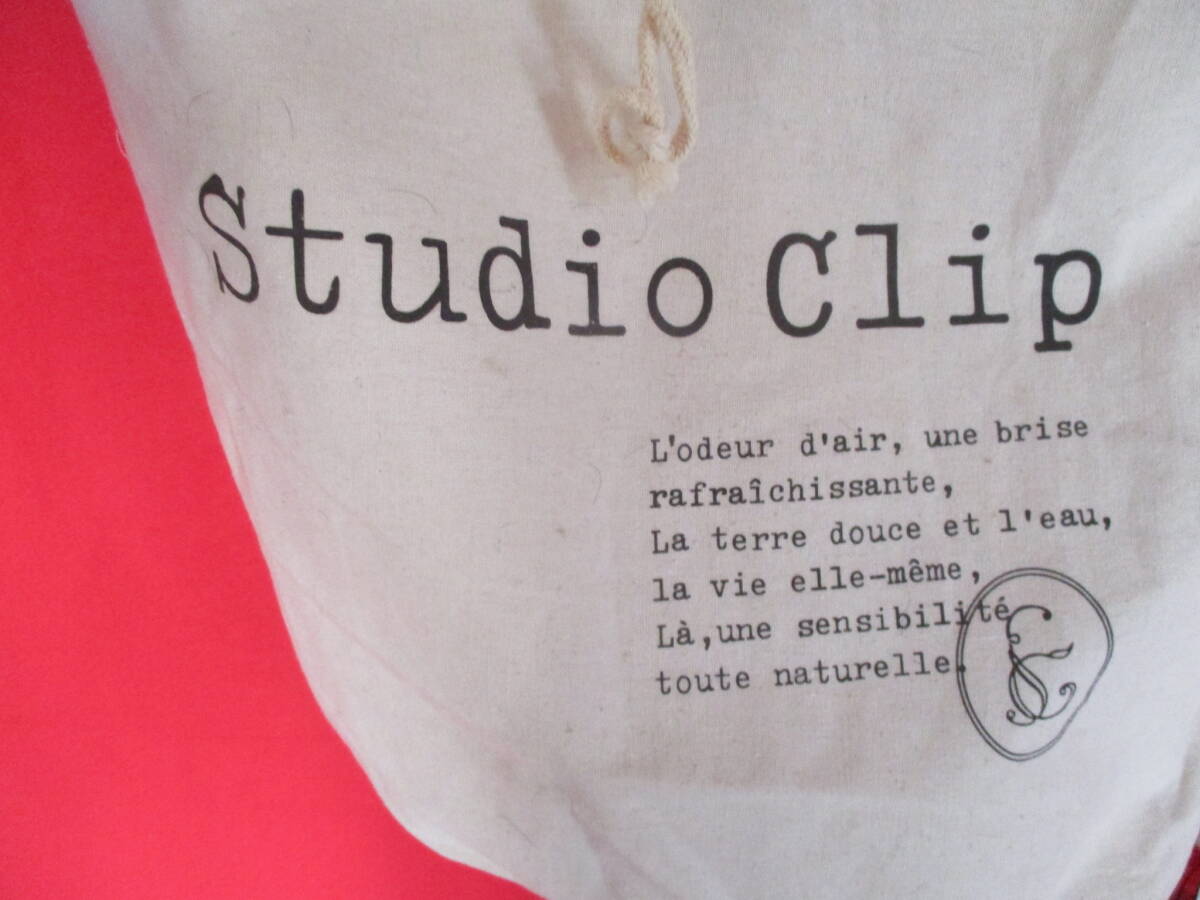 Studio Clip
L'odeur d'air, une brise
rafraîchissante,
La terre douce et l'eau,
la vie elle-même,
Là,une sensibilité
toute naturelle.